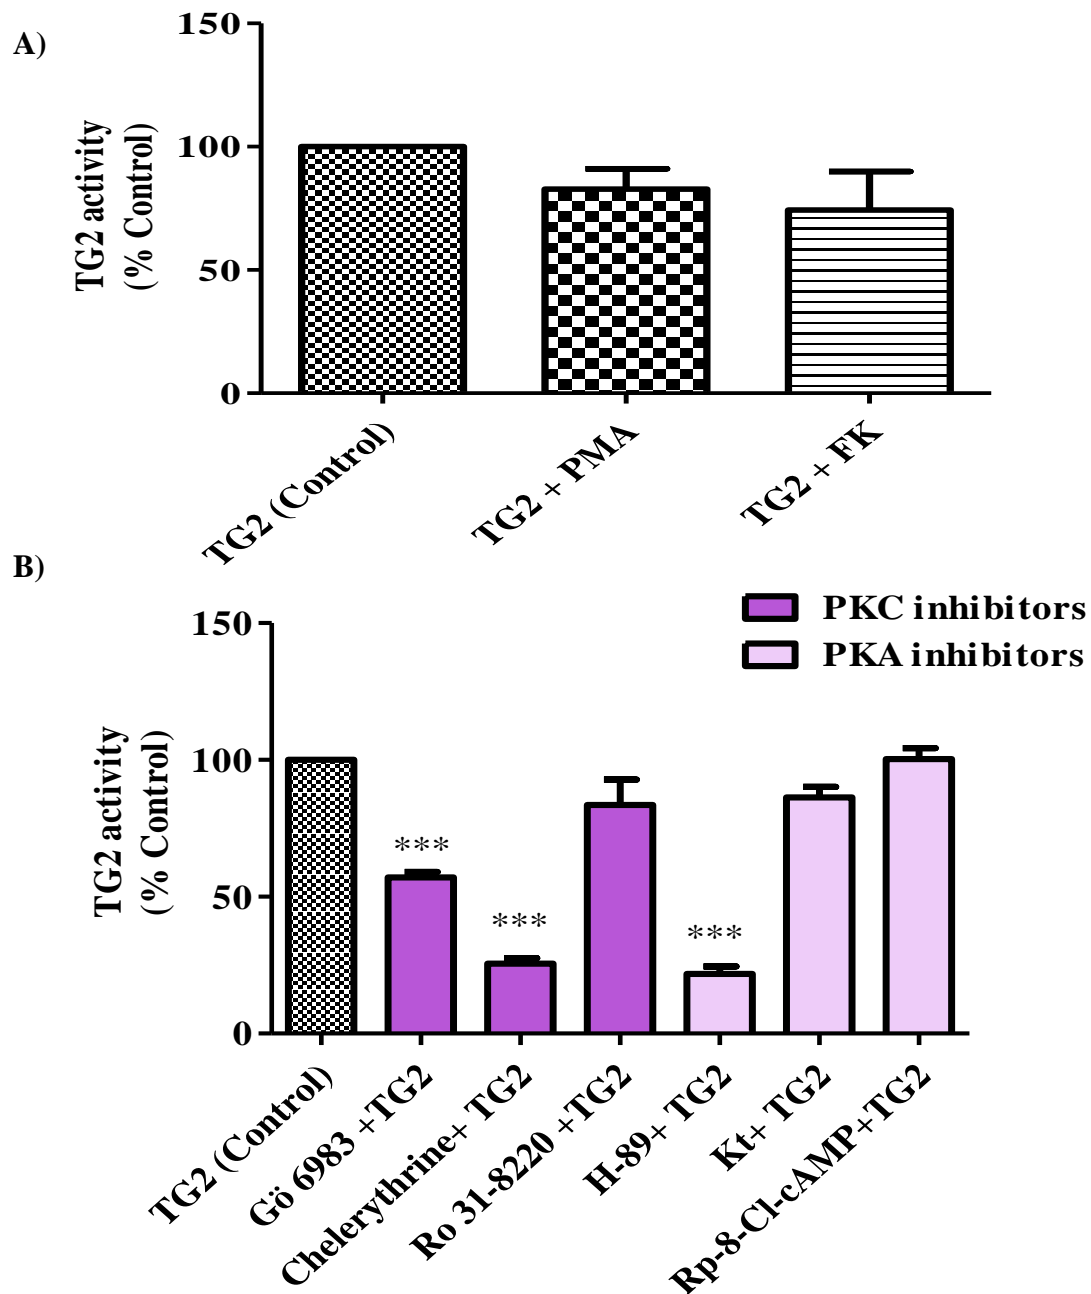 A)
TG2 activity
(% Control)
150
100
50
0
TG2 (Control)
TG2 + PMA
TG2 + FK
B)
PKC inhibitors
PKA inhibitors
TG2 activity
(% Control)
150
100
50
0
***
***
***
TG2 (Control)
Gö 6983 +TG2
Chelerythrine+ TG2
Ro 31-8220 +TG2
H-89+ TG2
Kt+ TG2
Rp-8-Cl-cAMP+TG2